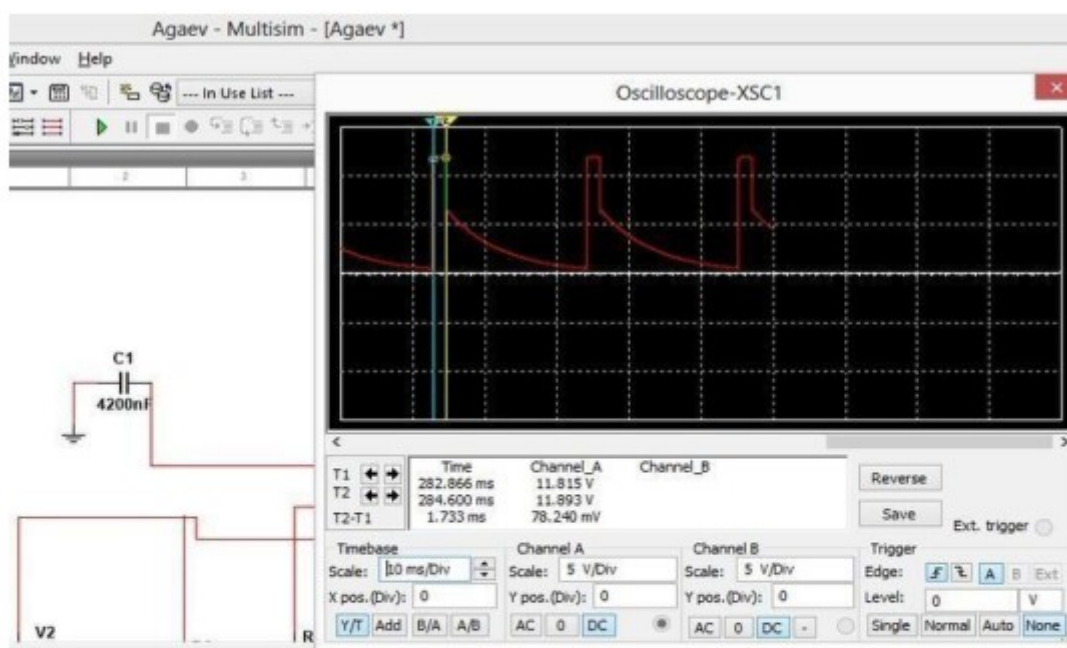 Agaev - Multisim - [Agaev *]
Window Help
--- In Use List ---
Oscilloscope-XSC1
2 3
C1
4200nF
V2
R
T1
T2
T2-T1
Time Channel_A Channel_B
282.866 ms 11.815 V
284.600 ms 11.893 V
1.733 ms 78.240 mV
Reverse
Save
Ext. trigger
Timebase Channel A Channel B Trigger
Scale: 10 ms/Div Scale: 5 V/Div Scale: 5 V/Div Edge: A B Ext
X pos.(Div): 0 Y pos.(Div): 0 Y pos.(Div): 0 Level: 0 V
Y/T Add B/A A/B AC 0 DC AC 0 DC - Single Normal Auto None